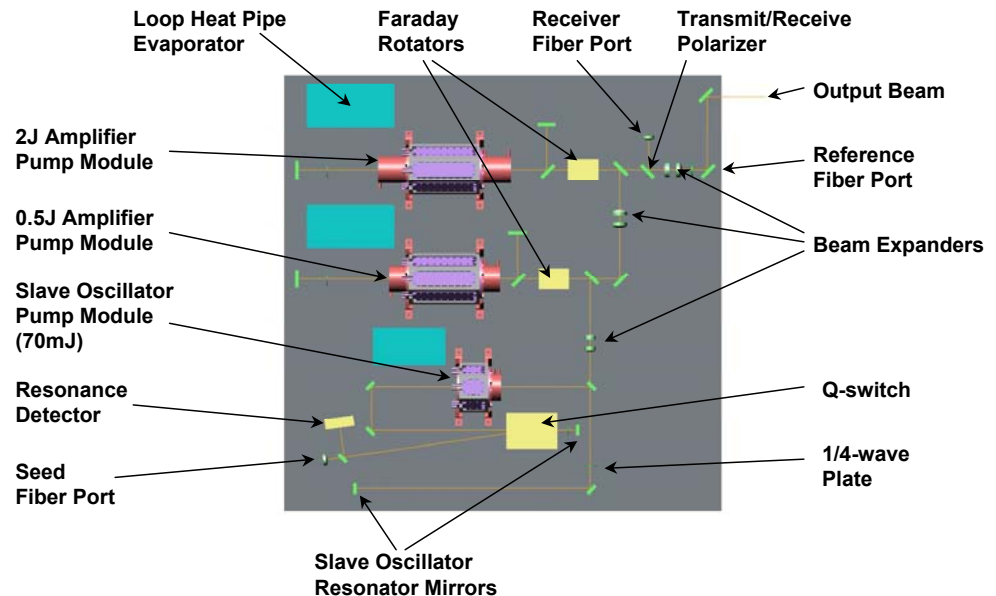 Loop Heat Pipe
Evaporator
Faraday
Rotators
Receiver
Fiber Port
Transmit/Receive
Polarizer
Output Beam
2J Amplifier
Pump Module
Reference
Fiber Port
0.5J Amplifier
Pump Module
Beam Expanders
Slave Oscillator
Pump Module
(70mJ)
Resonance
Detector
Q-switch
Seed
Fiber Port
1/4-wave
Plate
Slave Oscillator
Resonator Mirrors